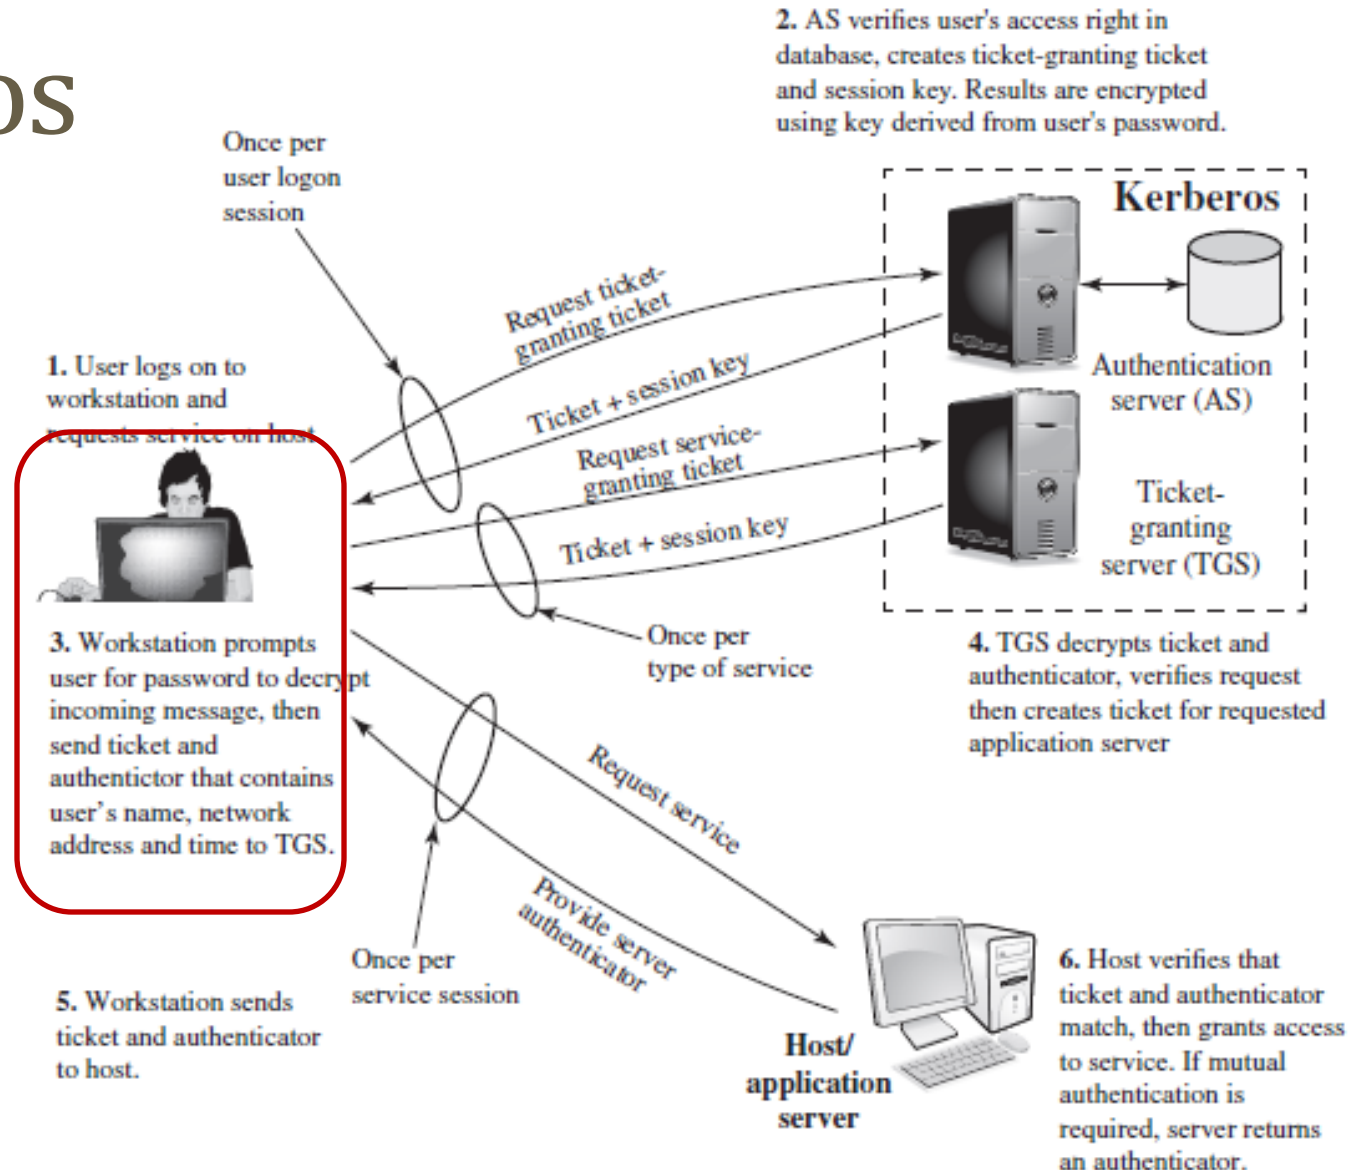 os
2. AS verifies user's access right in
database, creates ticket-granting ticket
and session key. Results are encrypted
using key derived from user's password.
Once per
user logon
session
Kerberos
Request ticket-
granting ticket
1. User logs on to
workstation and
requests service on host
Ticket + session key
Authentication
server (AS)
Request service-
granting ticket
Ticket + session key
Ticket-
granting
server (TGS)
3. Workstation prompts
user for password to decrypt
incoming message, then
send ticket and
authentictor that contains
user's name, network
address and time to TGS.
Once per
type of service
4. TGS decrypts ticket and
authenticator, verifies request
then creates ticket for requested
application server
Request service
Provide server
authenticator
Once per
service session
5. Workstation sends
ticket and authenticator
to host.
Host/
application
server
6. Host verifies that
ticket and authenticator
match, then grants access
to service. If mutual
authentication is
required, server returns
an authenticator.